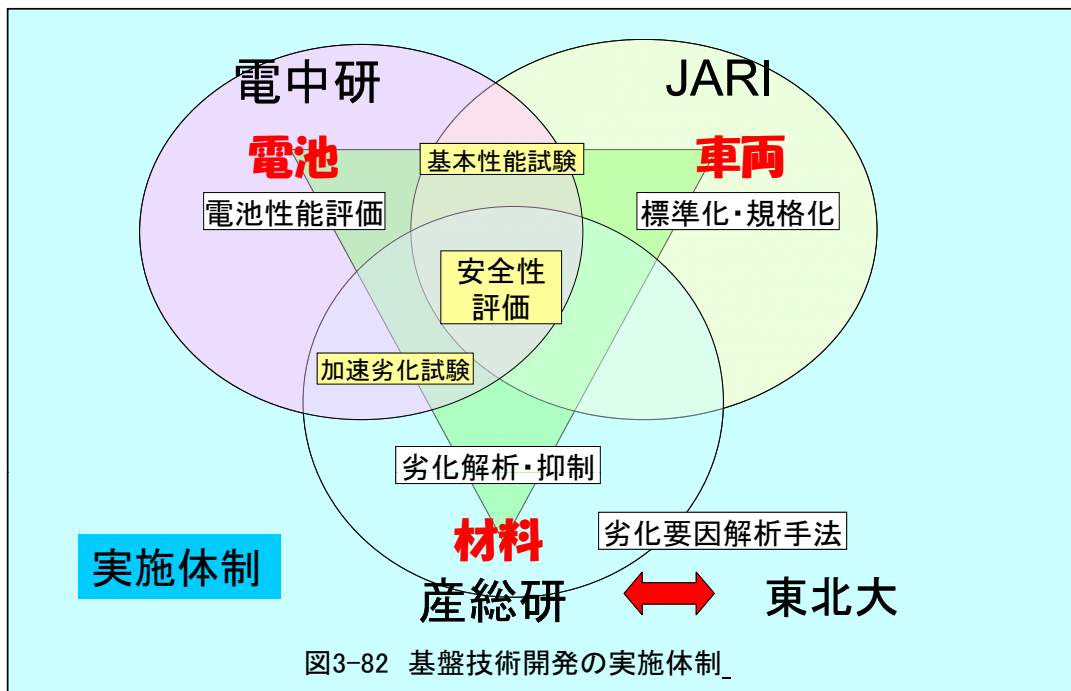 電中研
JARI
電池
基本性能試験
車両
電池性能評価
標準化・規格化
安全性
評価
加速劣化試験
劣化解析・抑制
材料
劣化要因解析手法
実施体制
産総研
東北大
図3-82 基盤技術開発の実施体制